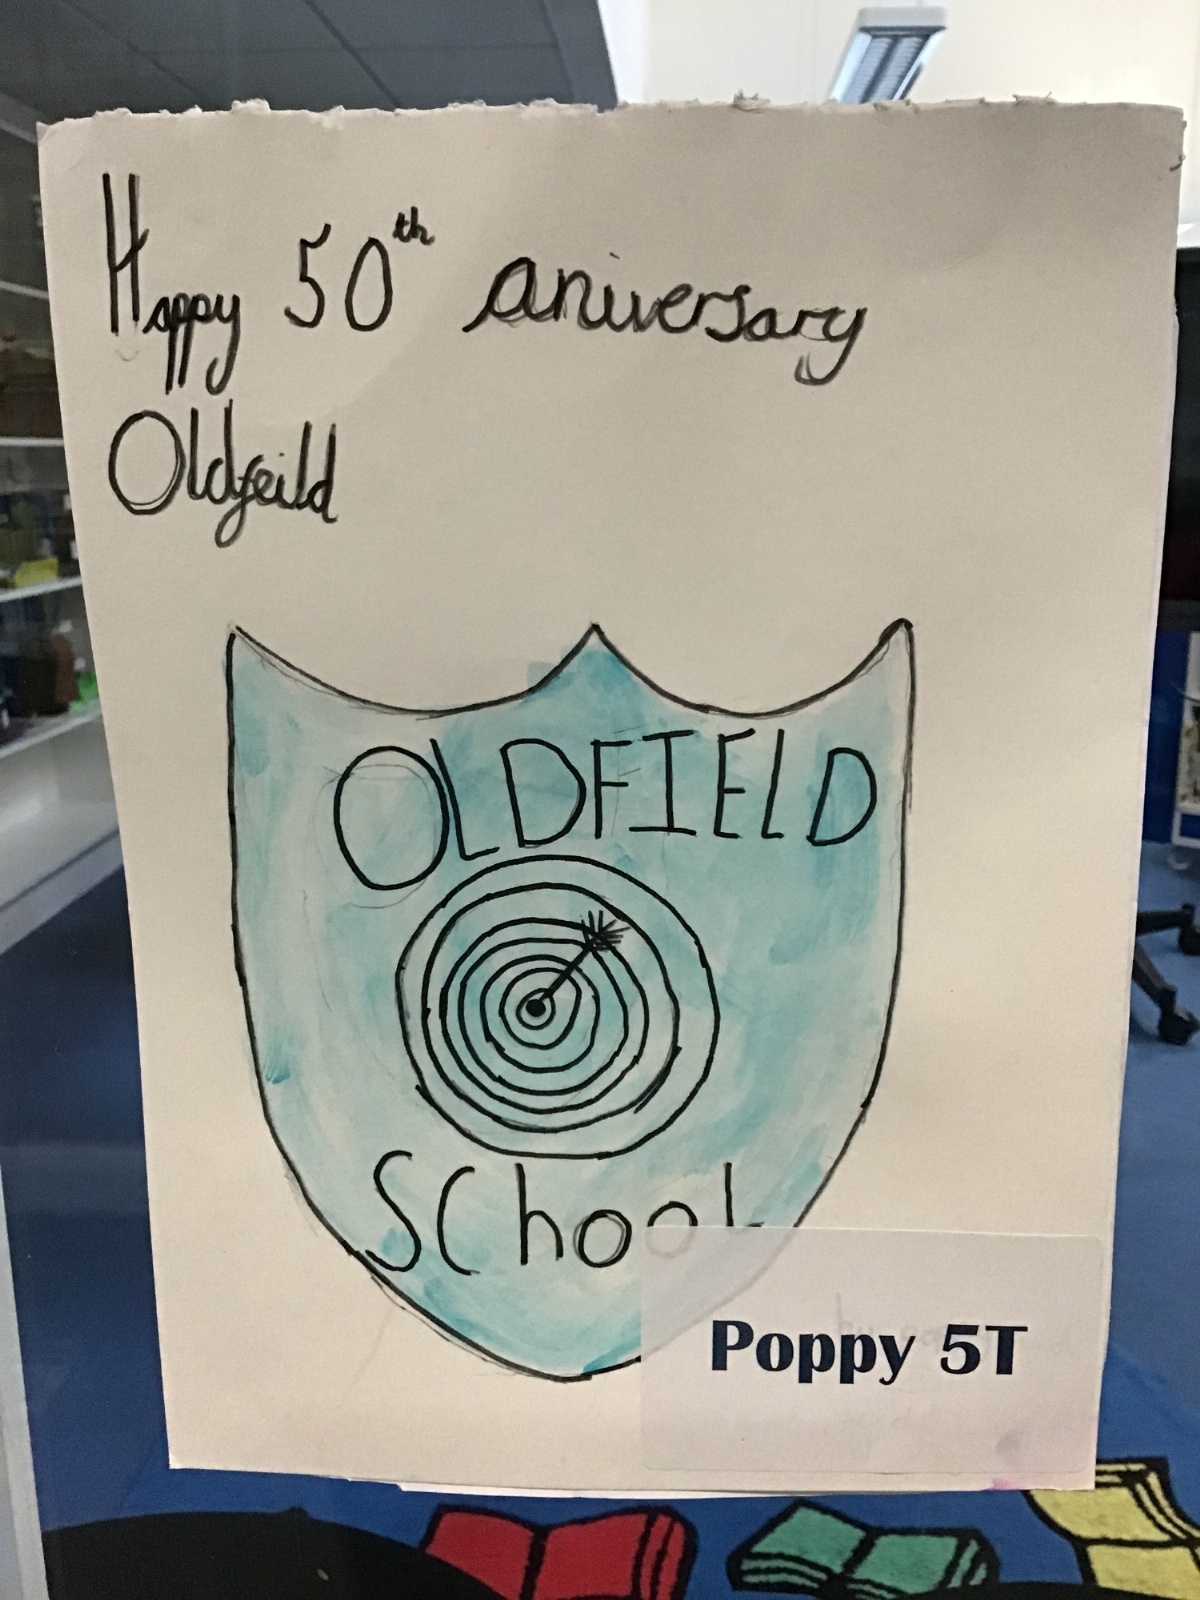 Happy 50th aniversary
Oldfeild
OLDFIELD
SChool
Poppy 5T